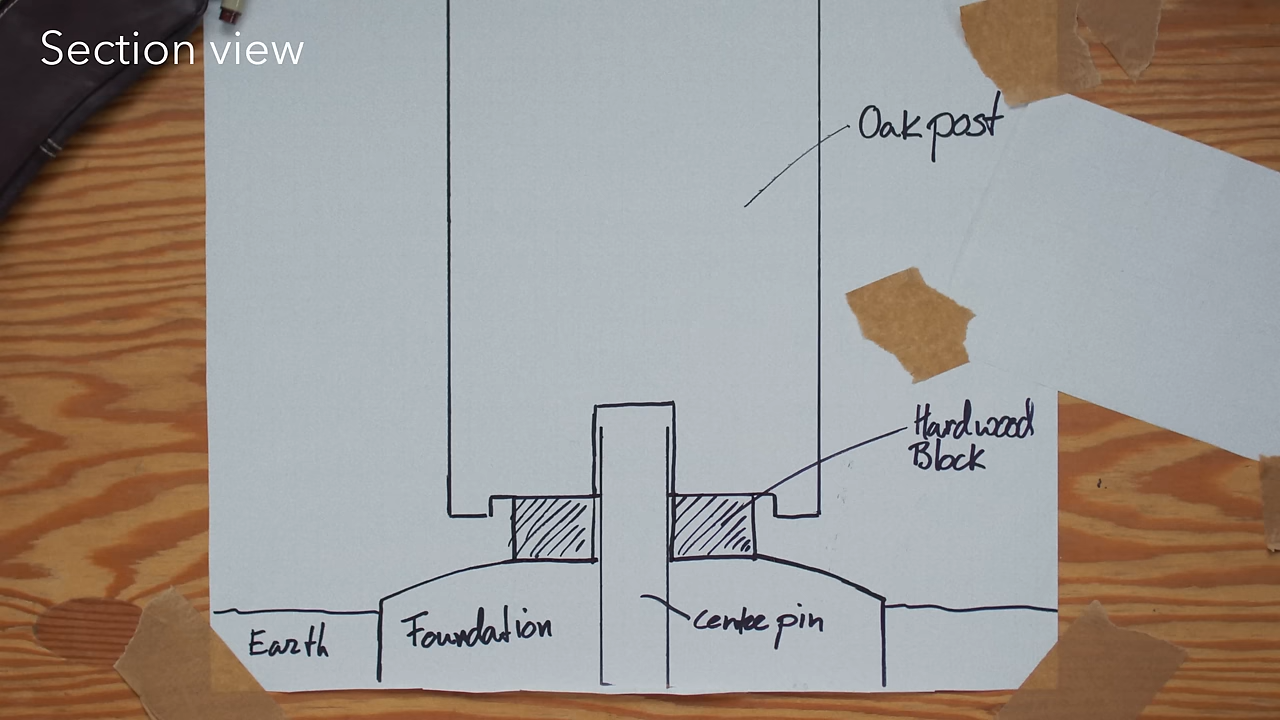 Section view
Oak post
Hardwood
Block
Centre pin
Foundation
Earth